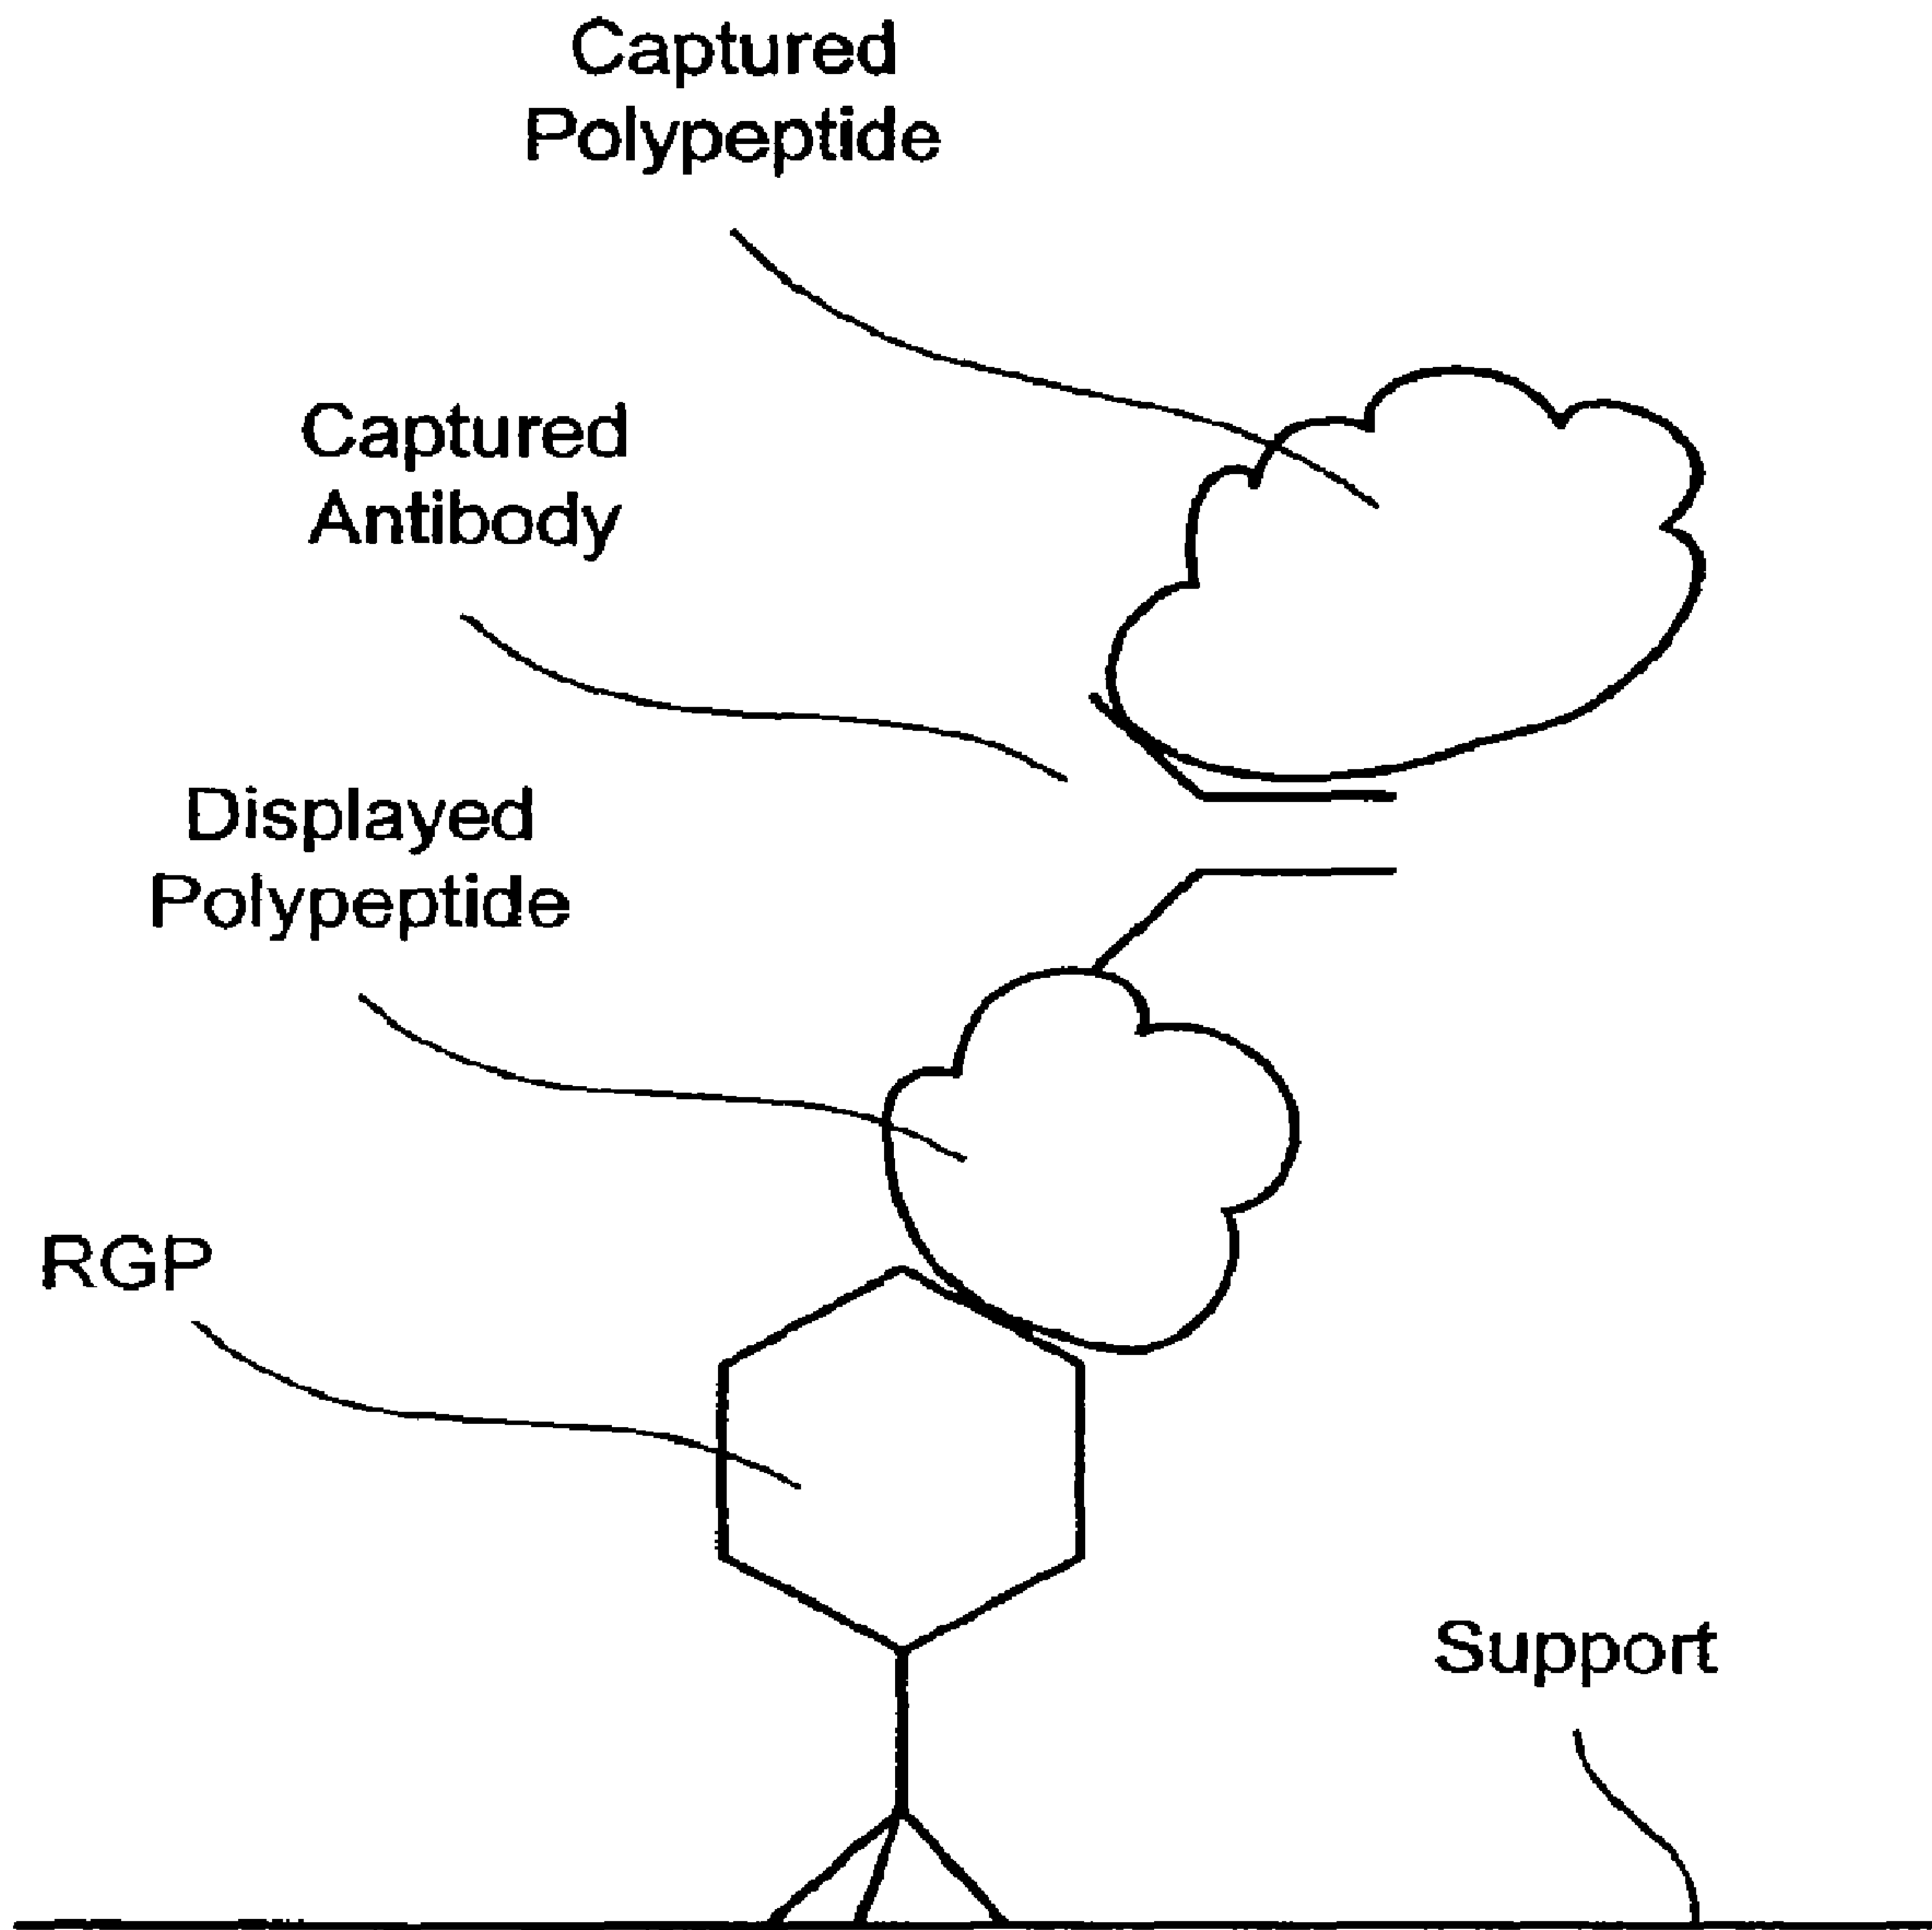 Captured
Polypeptide
Captured
Antibody
Displayed
Polypeptide
RGP
Support